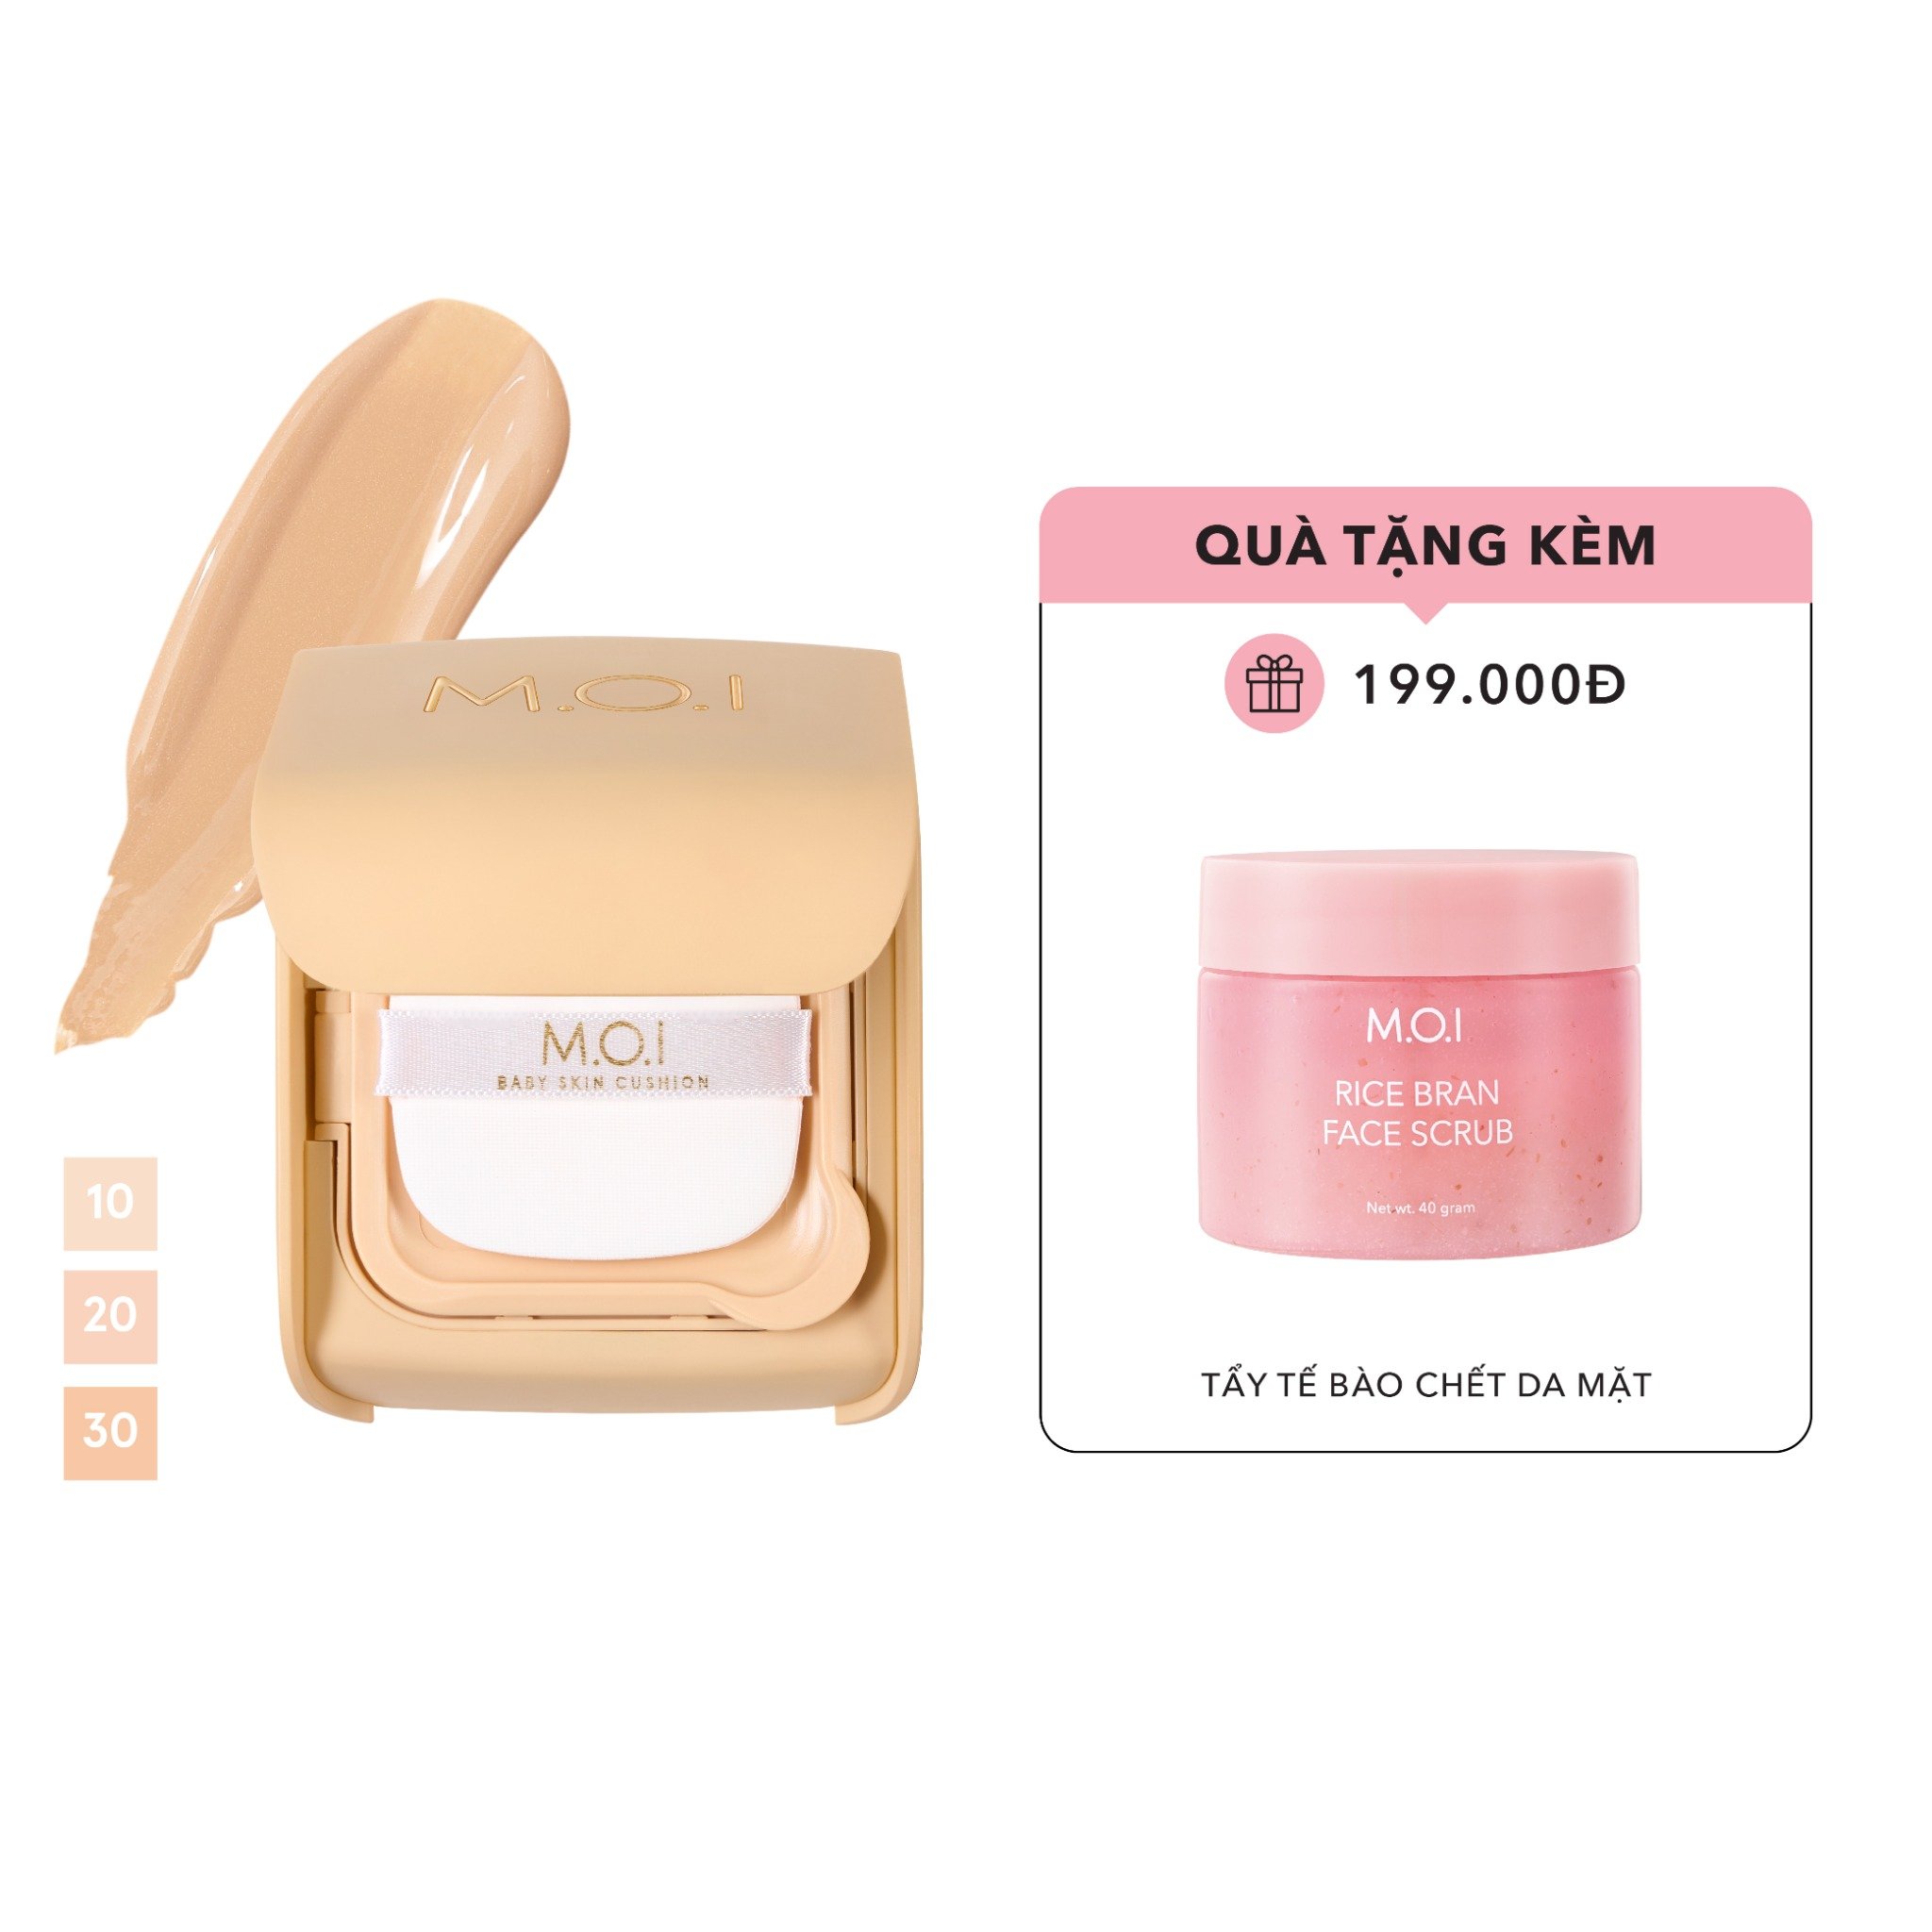 M.O.I
M.O.I
BABY SKIN CUSHION
10
20
30
QUÀ TẶNG KÈM
199.000Đ
M.O.I
RICE BRAN
FACE SCRUB
Net wt. 40 gram
TẨY TẾ BÀO CHẾT DA MẶT